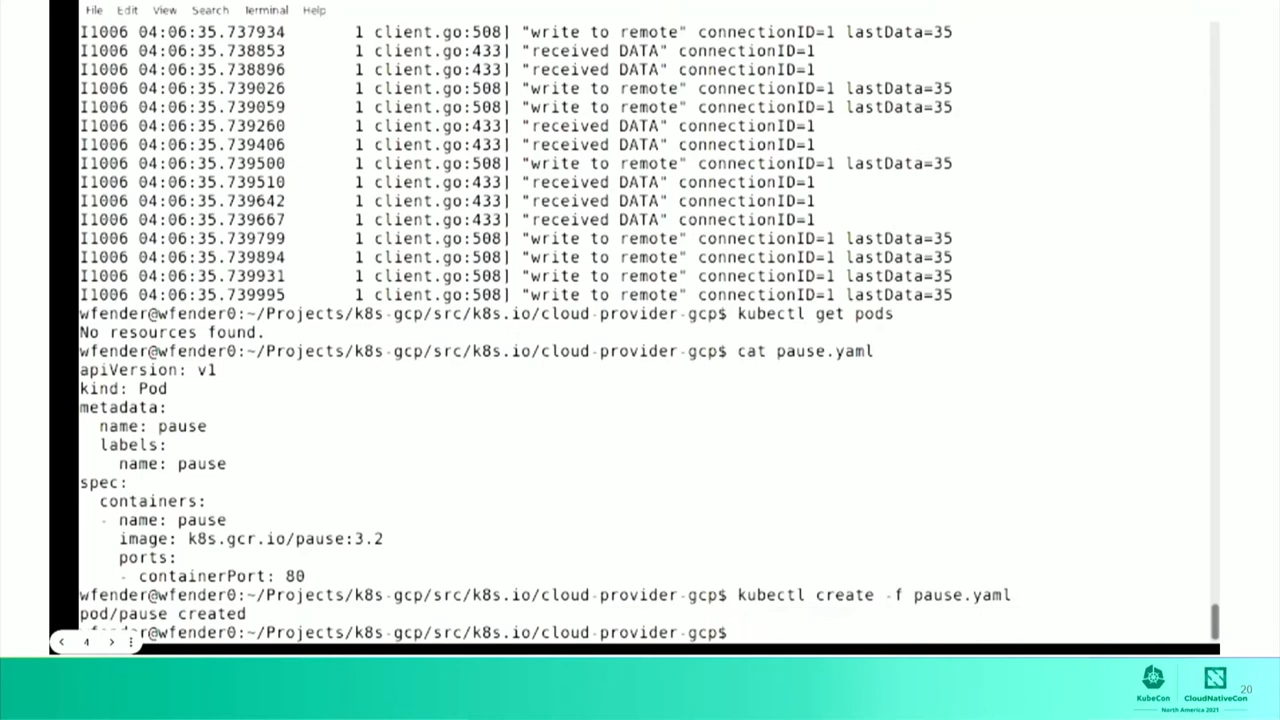 File Edit View Search Terminal Help
I1006 04:06:35.737934 1 client.go:508] "write to remote" connectionID=1 lastData=35
I1006 04:06:35.738853 1 client.go:433] "received DATA" connectionID=1
I1006 04:06:35.738896 1 client.go:433] "received DATA" connectionID=1
I1006 04:06:35.739026 1 client.go:508] "write to remote" connectionID=1 lastData=35
I1006 04:06:35.739059 1 client.go:508] "write to remote" connectionID=1 lastData=35
I1006 04:06:35.739260 1 client.go:433] "received DATA" connectionID=1
I1006 04:06:35.739406 1 client.go:433] "received DATA" connectionID=1
I1006 04:06:35.739500 1 client.go:508] "write to remote" connectionID=1 lastData=35
I1006 04:06:35.739510 1 client.go:433] "received DATA" connectionID=1
I1006 04:06:35.739642 1 client.go:433] "received DATA" connectionID=1
I1006 04:06:35.739667 1 client.go:433] "received DATA" connectionID=1
I1006 04:06:35.739799 1 client.go:508] "write to remote" connectionID=1 lastData=35
I1006 04:06:35.739894 1 client.go:508] "write to remote" connectionID=1 lastData=35
I1006 04:06:35.739931 1 client.go:508] "write to remote" connectionID=1 lastData=35
I1006 04:06:35.739995 1 client.go:508] "write to remote" connectionID=1 lastData=35
wfender@wfender0:~/Projects/k8s-gcp/src/k8s.io/cloud-provider-gcp$ kubectl get pods
No resources found.
wfender@wfender0:~/Projects/k8s-gcp/src/k8s.io/cloud-provider-gcp$ cat pause.yaml
apiVersion: v1
kind: Pod
metadata:
  name: pause
  labels:
    name: pause
spec:
  containers:
  - name: pause
    image: k8s.gcr.io/pause:3.2
    ports:
    - containerPort: 80
wfender@wfender0:~/Projects/k8s-gcp/src/k8s.io/cloud-provider-gcp$ kubectl create -f pause.yaml
pod/pause created
r@wfender0:~/Projects/k8s-gcp/src/k8s.io/cloud-provider-gcp$
4
KubeCon CloudNativeCon
North America 2021
20